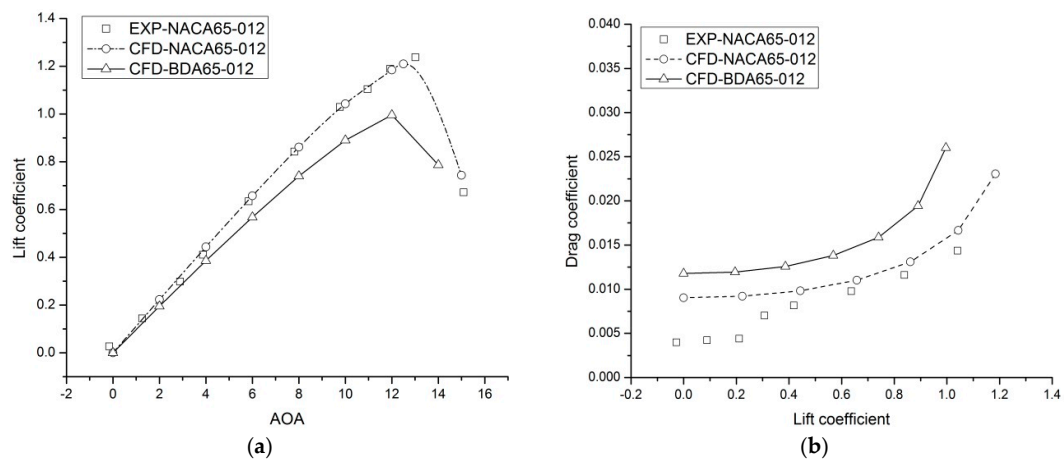 EXP-NACA65-012
CFD-NACA65-012
CFD-BDA65-012
1.4
1.2
1.0
0.8
0.6
0.4
0.2
0.0
Lift coefficient
-2 0 2 4 6 8 10 12 14 16
AOA
(a)
EXP-NACA65-012
CFD-NACA65-012
CFD-BDA65-012
0.040
0.035
0.030
0.025
0.020
0.015
0.010
0.005
0.000
Drag coefficient
-0.2 0.0 0.2 0.4 0.6 0.8 1.0 1.2 1.4
Lift coefficient
(b)